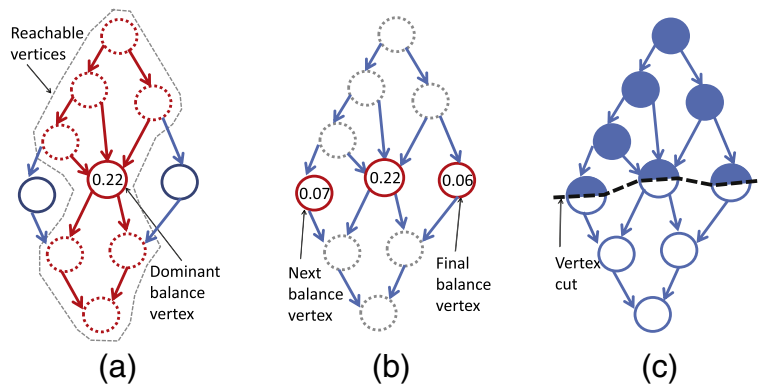 Reachable
vertices
0.22
Dominant
balance
vertex
(a)
0.07
0.22
0.06
Next
balance
vertex
Final
balance
vertex
(b)
Vertex
cut
(c)